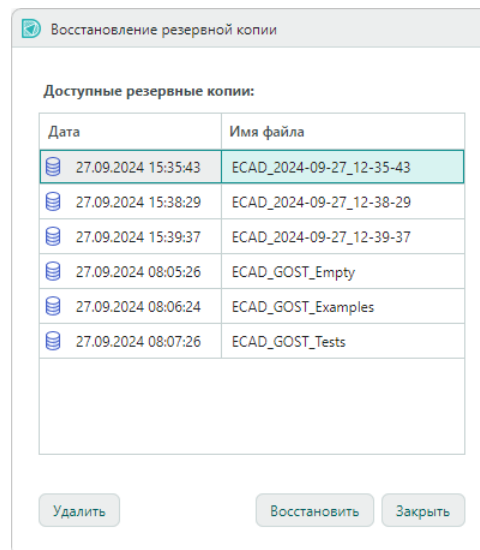 Восстановление резервной копии
Доступные резервные копии:
Дата Имя файла
27.09.2024 15:35:43 ECAD_2024-09-27_12-35-43
27.09.2024 15:38:29 ECAD_2024-09-27_12-38-29
27.09.2024 15:39:37 ECAD_2024-09-27_12-39-37
27.09.2024 08:05:26 ECAD_GOST_Empty
27.09.2024 08:06:24 ECAD_GOST_Examples
27.09.2024 08:07:26 ECAD_GOST_Tests
Удалить Восстановить Закрыть